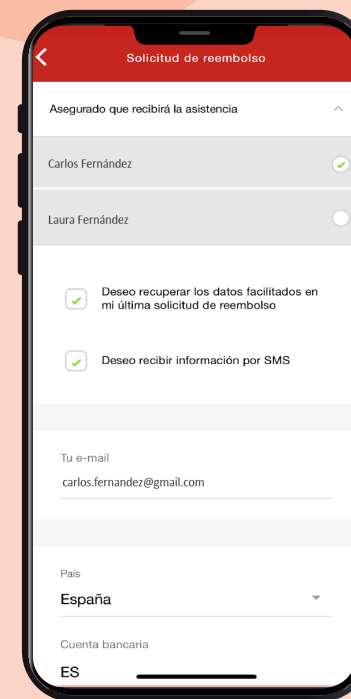 Solicitud de reembolso
Asegurado que recibirá la asistencia
Carlos Fernández
Laura Fernández
Deseo recuperar los datos facilitados en
mi última solicitud de reembolso
Deseo recibir información por SMS
Tu e-mail
carlos.fernandez@gmail.com
País
España
Cuenta bancaria
ES